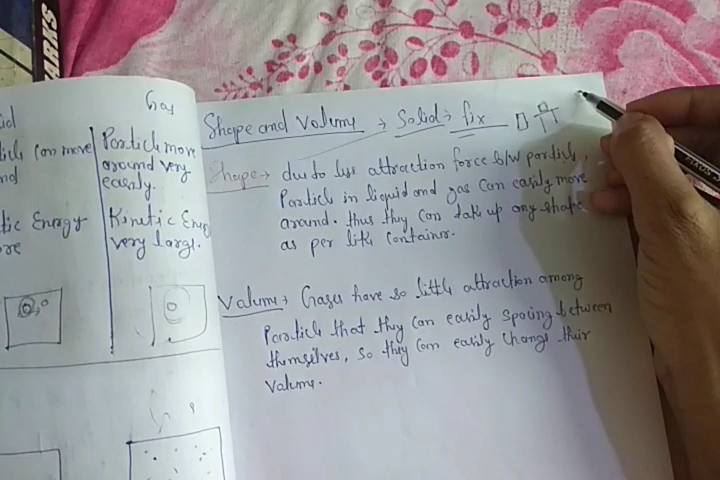 ARKS
Gas
Particle move
around very
easily.
Kinetic Ene
very large.
Shape and Volume → Solid → fix
Shape → due to less attraction force b/w particle,
Particle in liquid and gas can easily move
around. thus they can take up any shape
as per like container.
Volume → Gases have so little attraction among
Particle that they can easily spacing between
themselves, so they can easily change their
Volume.